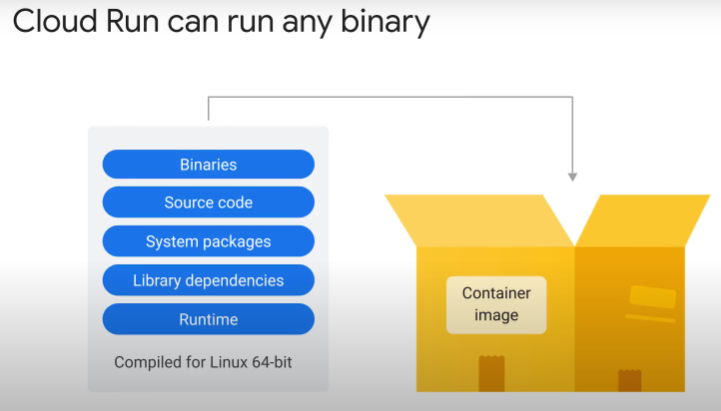 Cloud Run can run any binary
Binaries
Source code
System packages
Library dependencies
Runtime
Compiled for Linux 64-bit
Container
image